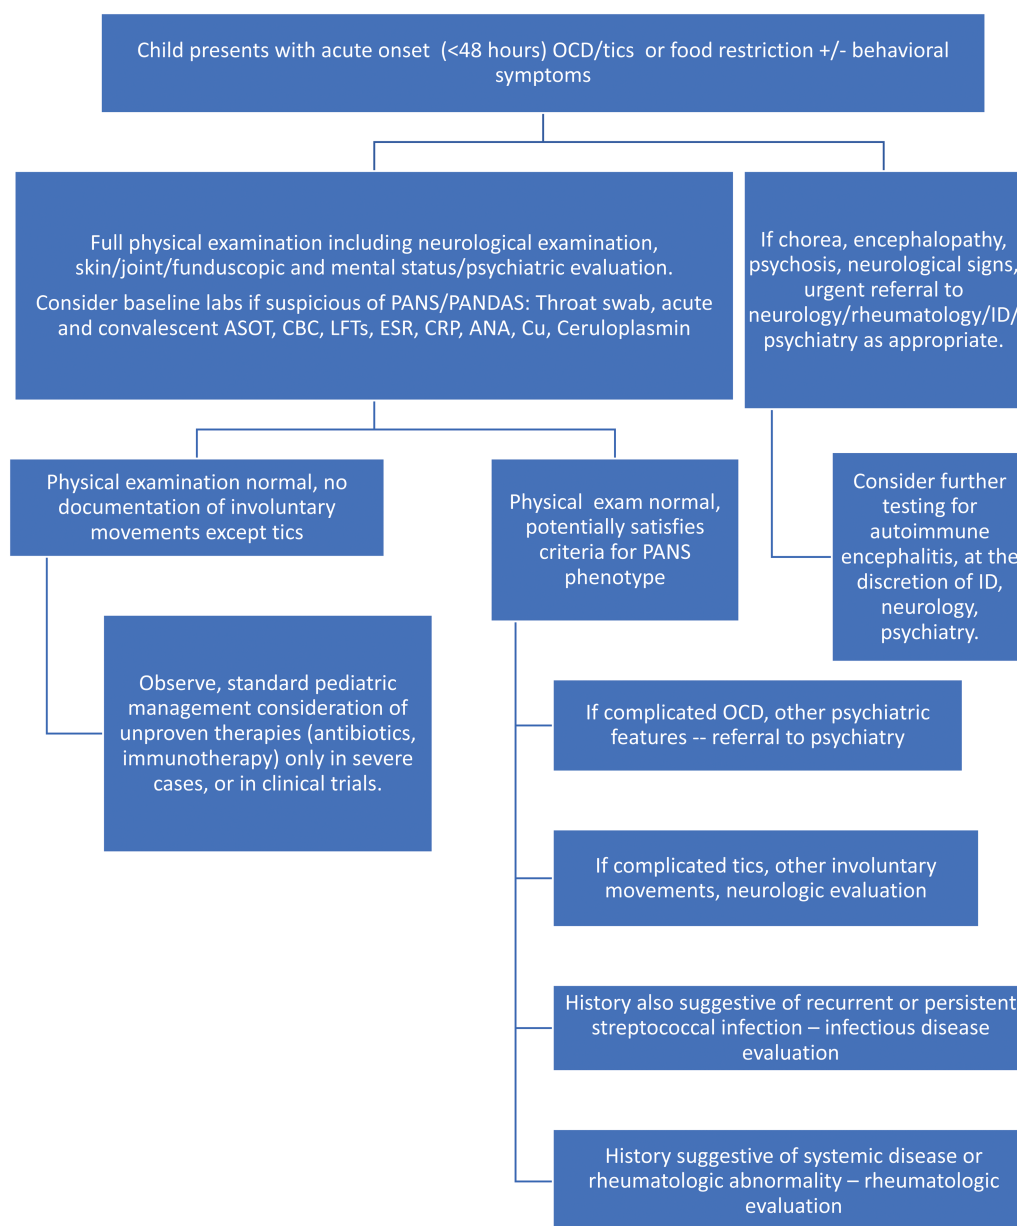 Child presents with acute onset (<48 hours) OCD/tics or food restriction +/- behavioral
symptoms
Full physical examination including neurological examination,
skin/joint/funduscopic and mental status/psychiatric evaluation.
Consider baseline labs if suspicious of PANS/PANDAS: Throat swab, acute
and convalescent ASOT, CBC, LFTs, ESR, CRP, ANA, Cu, Ceruloplasmin
If chorea, encephalopathy,
psychosis, neurological signs,
urgent referral to
neurology/rheumatology/ID/
psychiatry as appropriate.
Physical examination normal, no
documentation of involuntary
movements except tics
Physical exam normal,
potentially satisfies
criteria for PANS
phenotype
Consider further
testing for
autoimmune
encephalitis, at the
discretion of ID,
neurology,
psychiatry.
Observe, standard pediatric
management consideration of
unproven therapies (antibiotics,
immunotherapy) only in severe
cases, or in clinical trials.
If complicated OCD, other psychiatric
features -- referral to psychiatry
If complicated tics, other involuntary
movements, neurologic evaluation
History also suggestive of recurrent or persistent
streptococcal infection – infectious disease
evaluation
History suggestive of systemic disease or
rheumatologic abnormality – rheumatologic
evaluation